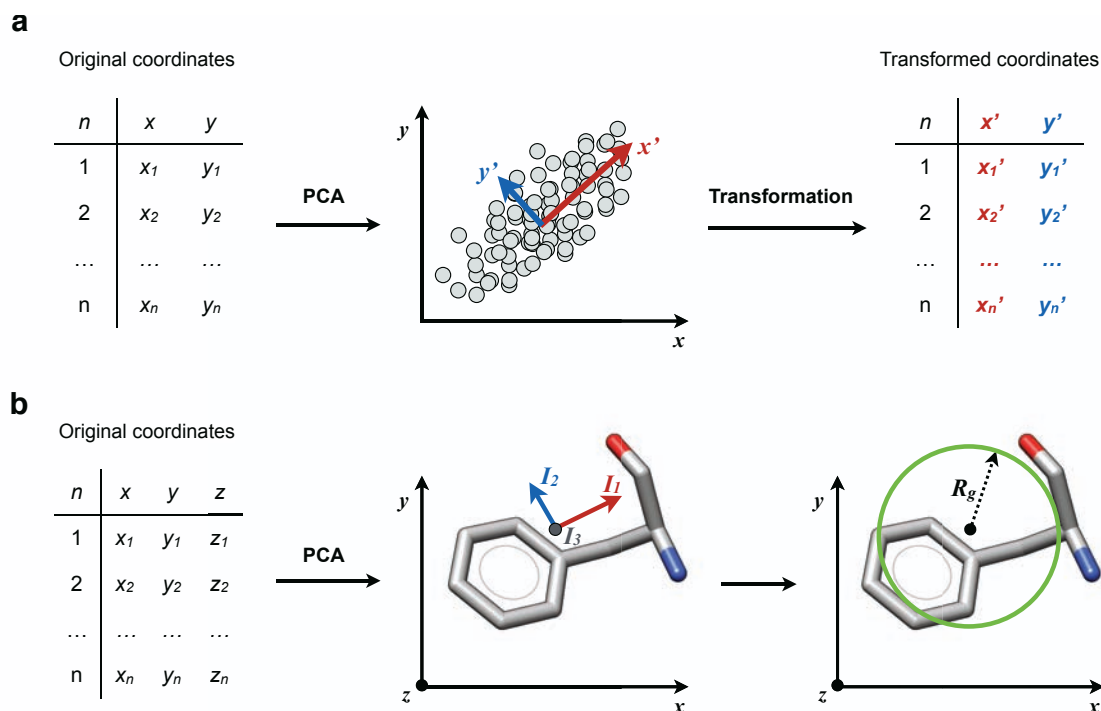 a
Original coordinates
n x y
1 x1 y1
2 x2 y2
... ... ...
n xn yn
PCA
y
y’
x’
x
Transformation
Transformed coordinates
n x’ y’
1 x1’ y1’
2 x2’ y2’
... ... ...
n xn’ yn’
b
Original coordinates
n x y z
1 x1 y1 z1
2 x2 y2 z2
... ... ... ...
n xn yn zn
PCA
y
I2
I1
I3
z
x
y
Rg
z
x